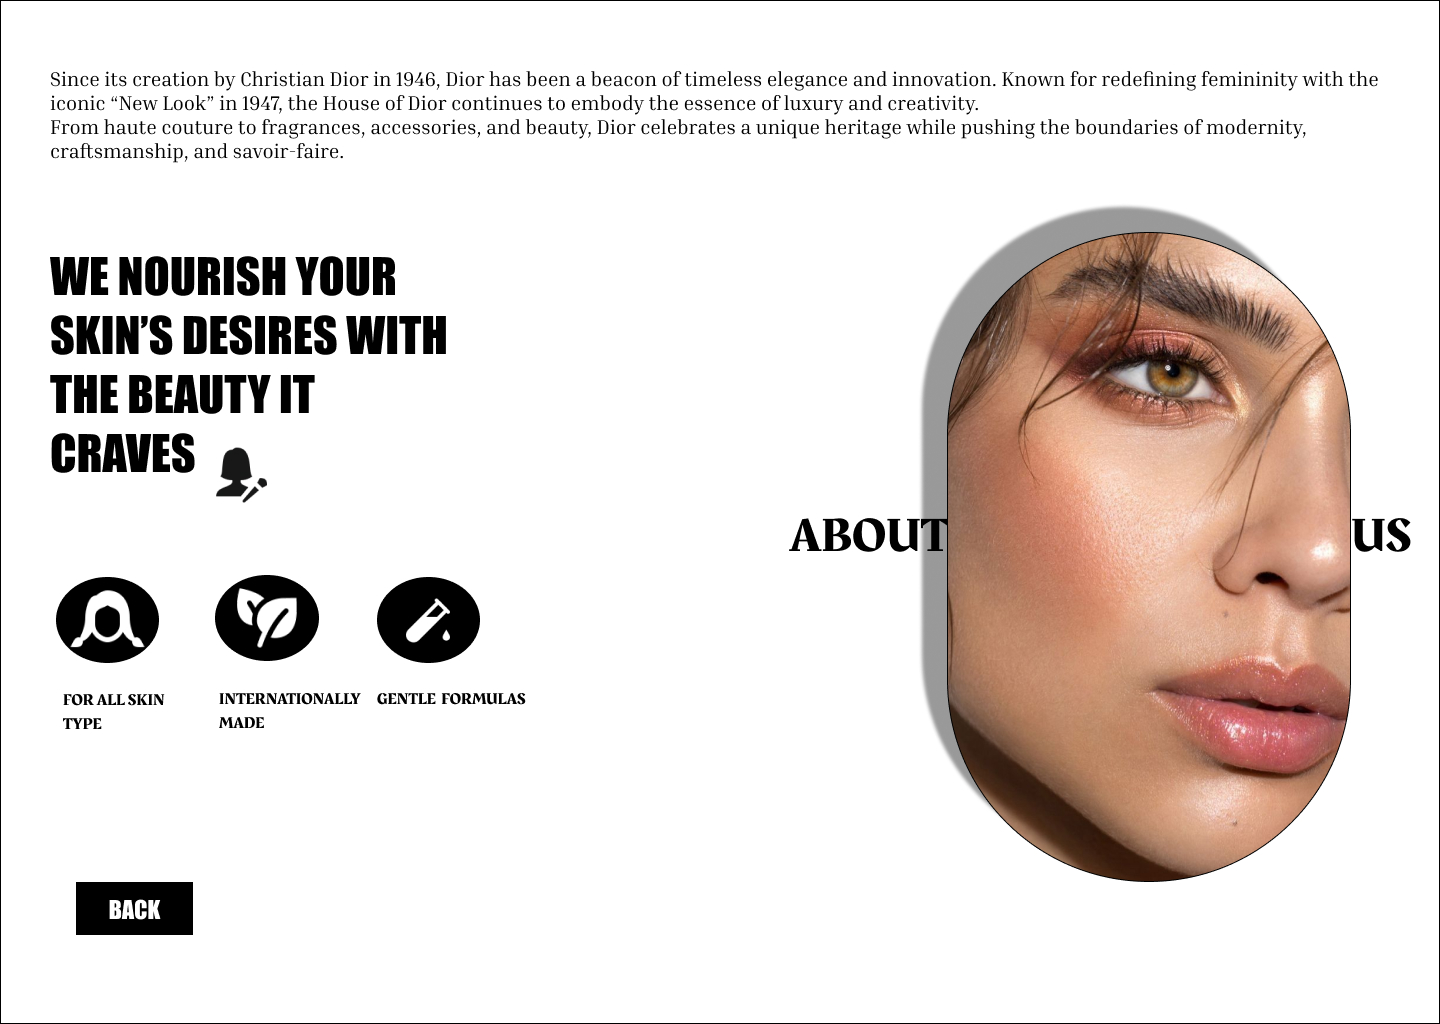 Since its creation by Christian Dior in 1946, Dior has been a beacon of timeless elegance and innovation. Known for redefining femininity with the
iconic “New Look” in 1947, the House of Dior continues to embody the essence of luxury and creativity.
From haute couture to fragrances, accessories, and beauty, Dior celebrates a unique heritage while pushing the boundaries of modernity,
craftsmanship, and savoir-faire.
WE NOURISH YOUR
SKIN’S DESIRES WITH
THE BEAUTY IT
CRAVES
ABOUT US
FOR ALL SKIN
TYPE
INTERNATIONALLY
MADE
GENTLE FORMULAS
BACK